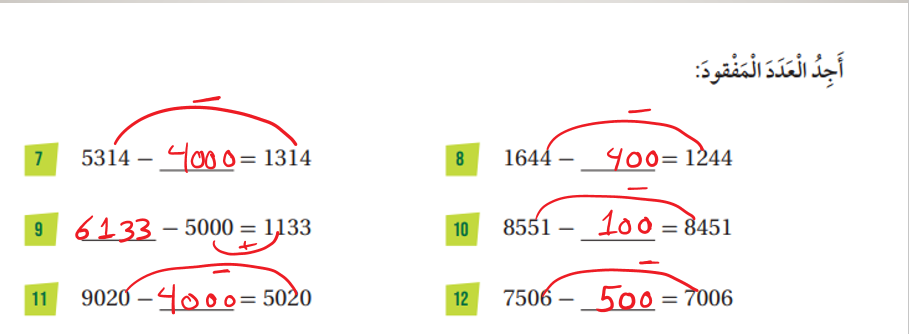 أَجِدُ الْعَدَدَ الْمَفْقودَ:
7 5314 – 4000 = 1314
8 1644 – 400 = 1244
9 6133 – 5000 = 1133
10 8551 – 100 = 8451
11 9020 – 4000 = 5020
12 7506 – 500 = 7006